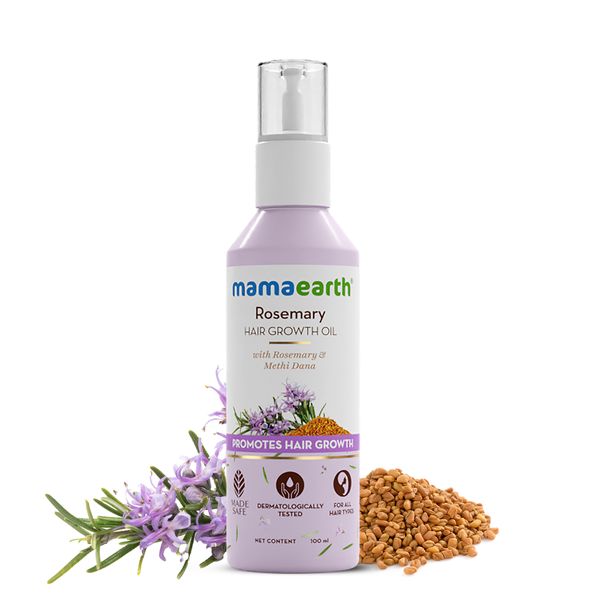 mamaearth®
Rosemary
HAIR GROWTH OIL
with Rosemary &
Methi Dana
PROMOTES HAIR GROWTH
MADE
SAFE
DERMATOLOGICALLY
TESTED
FOR ALL
HAIR TYPES
NET CONTENT 100 ml